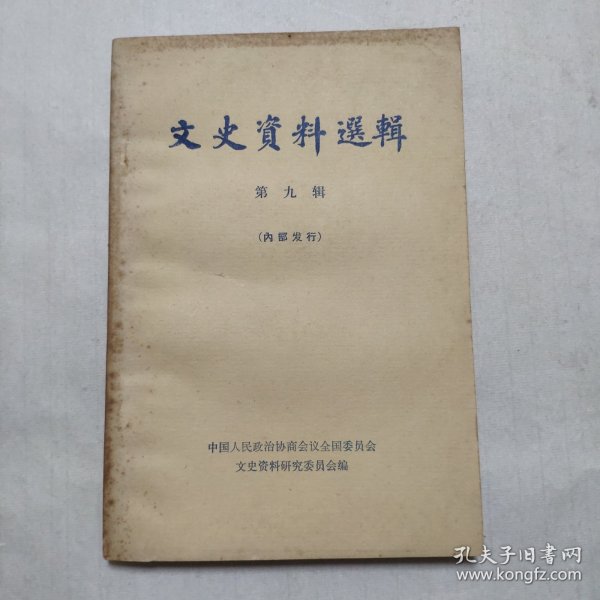 文史資料選輯
第九辑
(内部发行)
中国人民政治协商会议全国委员会
文史资料研究委员会编
孔夫子旧书网
www.kongfz.com